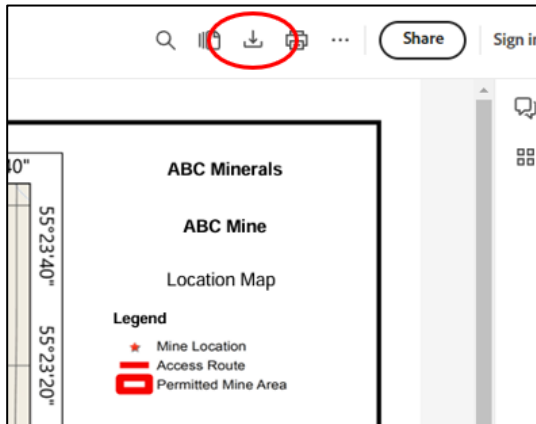 Share
Sign in
40"
ABC Minerals
55°23'40"
ABC Mine
Location Map
Legend
Mine Location
55°23'20"
Access Route
Permitted Mine Area